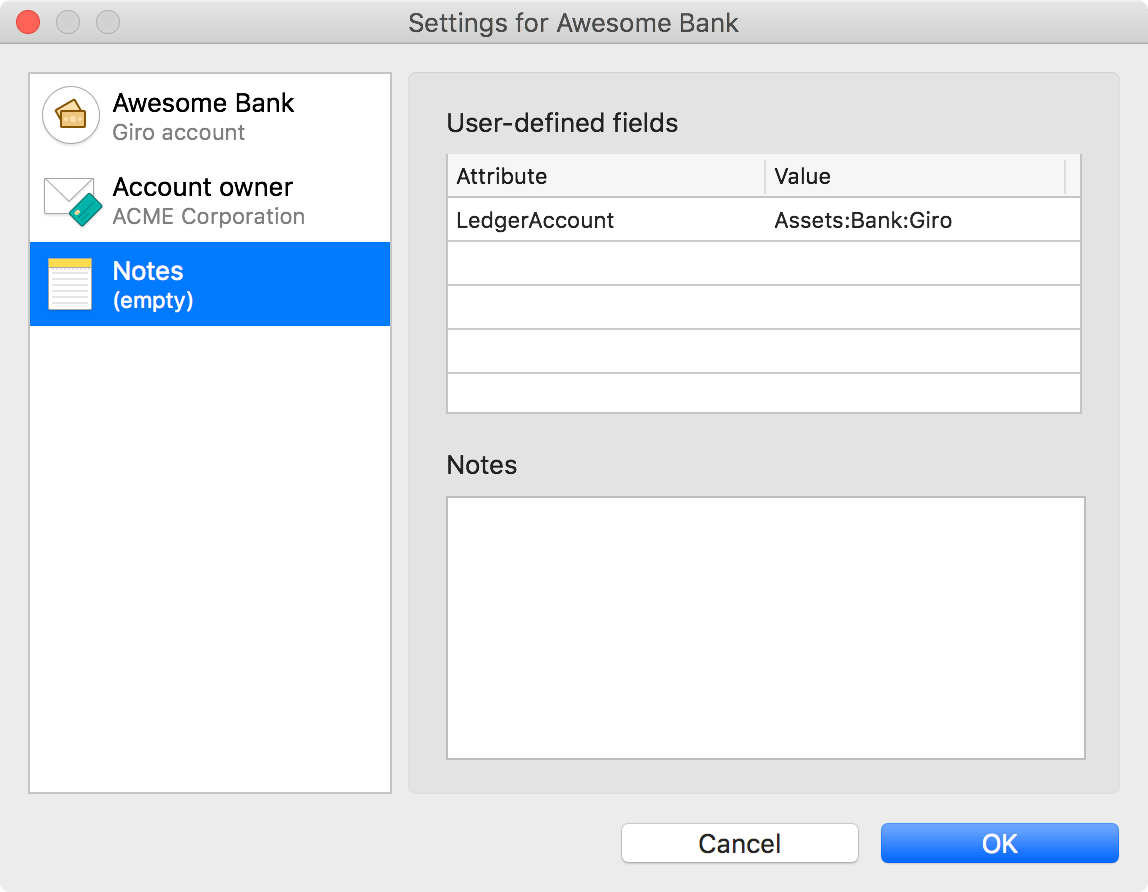 Settings for Awesome Bank
Awesome Bank
Giro account
Account owner
ACME Corporation
Notes
(empty)
User-defined fields
Attribute Value
LedgerAccount Assets:Bank:Giro
Notes
Cancel OK